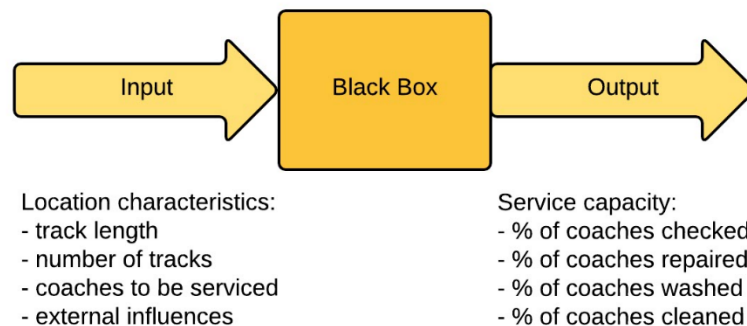 Input
Black Box
Output
Location characteristics:
- track length
- number of tracks
- coaches to be serviced
- external influences
Service capacity:
- % of coaches checked
- % of coaches repaired
- % of coaches washed
- % of coaches cleaned